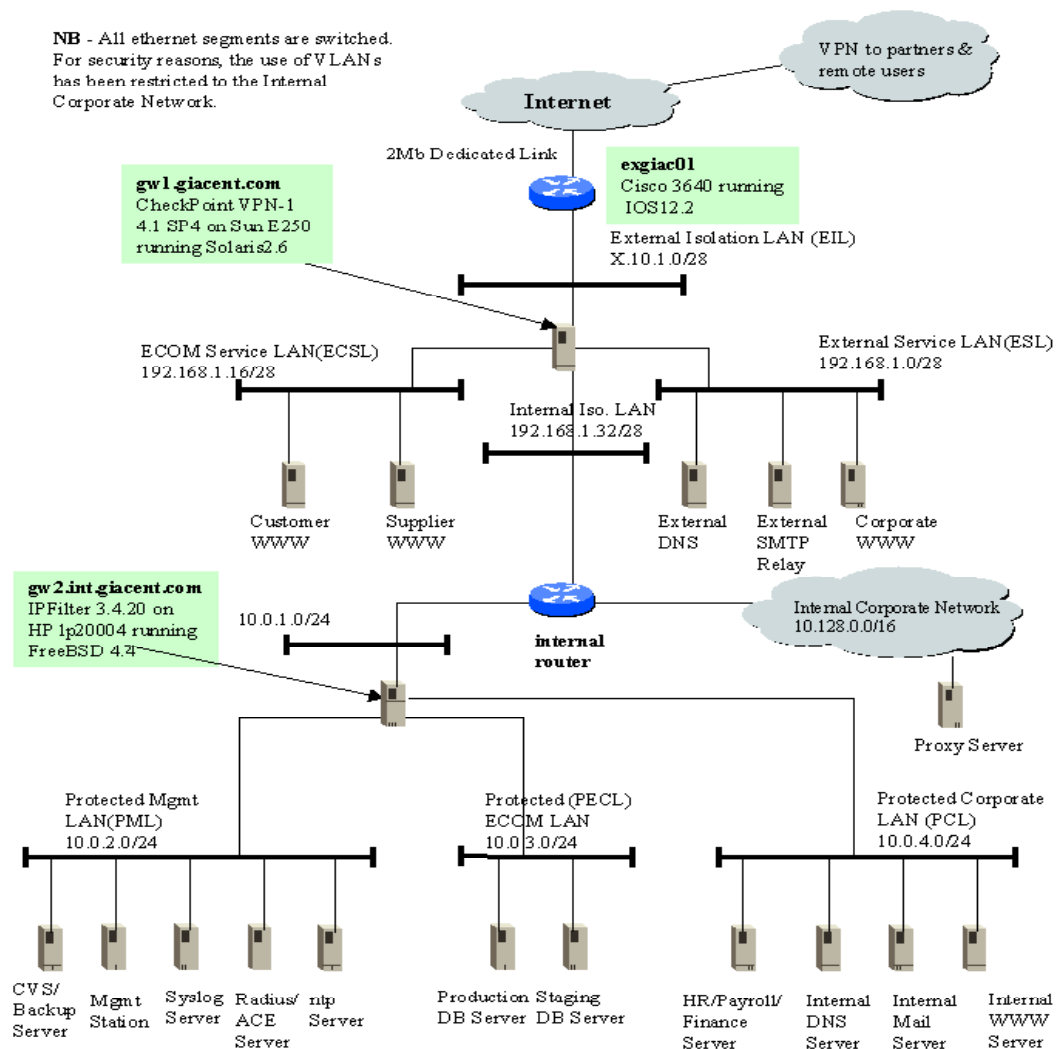 NB - All ethernet segments are switched.
For security reasons, the use of VLANs
has been restricted to the Internal
Corporate Network.
VPN to partners &
remote users
Internet
2Mb Dedicated Link
exgiac01
Cisco 3640 running
IOS12.2
gw1.giacent.com
CheckPoint VPN-1
4.1 SP4 on Sun E250
running Solaris2.6
External Isolation LAN (EIL)
X.10.1.0/28
ECOM Service LAN(ECSL)
192.168.1.16/28
External Service LAN(ESL)
192.168.1.0/28
Internal Iso. LAN
192.168.1.32/28
Customer
WWW
Supplier
WWW
External
DNS
External
SMTP
Relay
Corporate
WWW
gw2.int.giacent.com
IPFilter 3.4.20 on
HP 1p20004 running
FreeBSD 4.4
10.0.1.0/24
internal
router
Internal Corporate Network
10.128.0.0/16
Proxy Server
Protected Mgmt
LAN(PML)
10.0.2.0/24
Protected (PECL)
ECOM LAN
10.0.3.0/24
Protected Corporate
LAN (PCL)
10.0.4.0/24
CVS/
Backup
Server
Mgmt
Station
Syslog
Server
Radius/
ACE
Server
ntp
Server
Production
DB Server
Staging
DB Server
HR/Payroll/
Finance
Server
Internal
DNS
Server
Internal
Mail
Server
Internal
WWW
Server